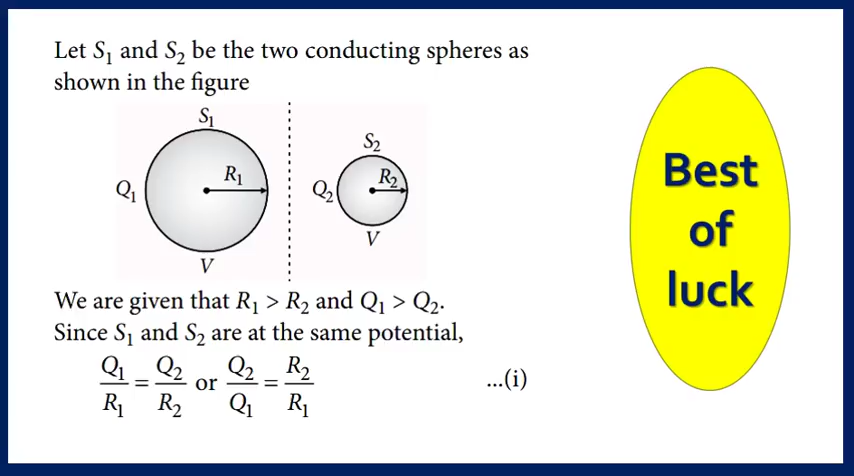 Let S₁ and S₂ be the two conducting spheres as
shown in the figure
S₁
S₂
Q₁
R₁
Q₂
R₂
V
V
We are given that R₁ > R₂ and Q₁ > Q₂.
Since S₁ and S₂ are at the same potential,
Q₁/R₁ = Q₂/R₂ or Q₂/Q₁ = R₂/R₁ ...(i)
Best
of
luck